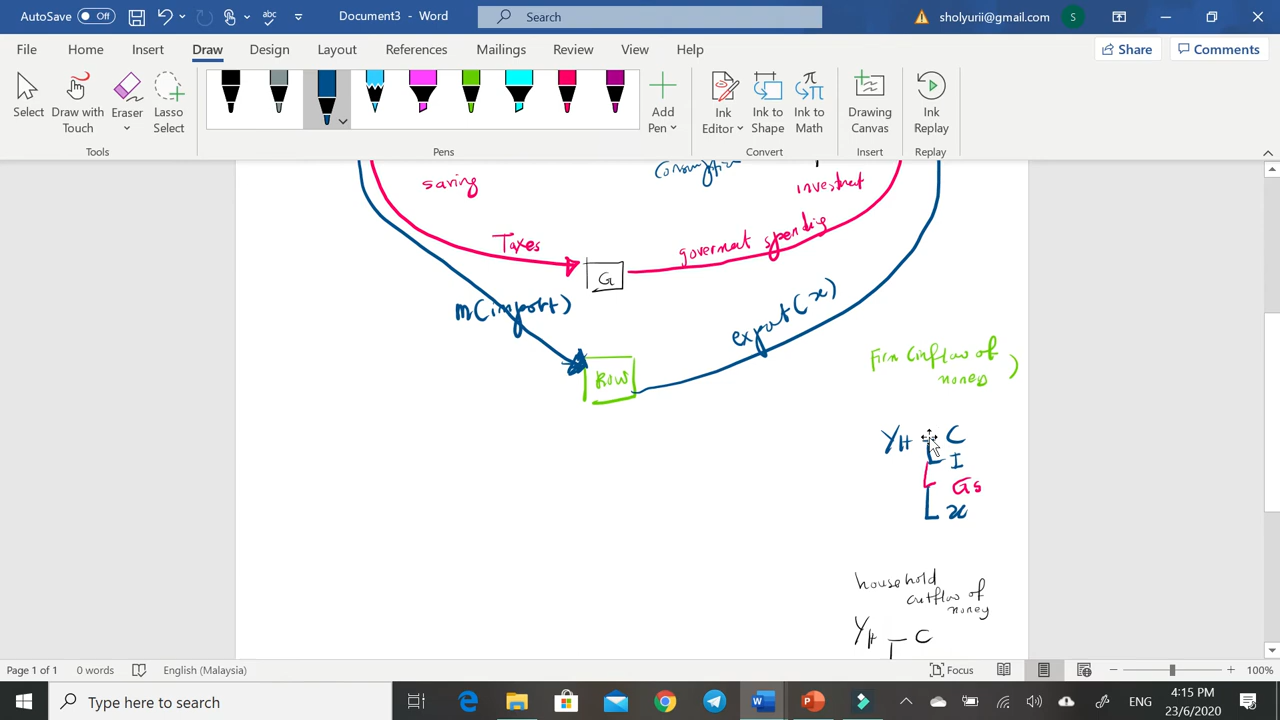 AutoSave Off Document3 - Word Search sholyurii@gmail.com S
File Home Insert Draw Design Layout References Mailings Review View Help Share Comments
Select Draw with Touch Eraser Lasso Select Add Pen Ink Editor Ink to Shape Ink to Math Drawing Canvas Ink Replay
Tools Pens Convert Insert Replay
saving
investment
Taxes
government spending
G
m(import)
export(x)
ROW
Firm (inflow of
money )
YH C
I
Gs
x
household
outflow of
money
YH C
Page 1 of 1 0 words English (Malaysia) Focus 100%
Type here to search
ENG
4:15 PM
23/6/2020